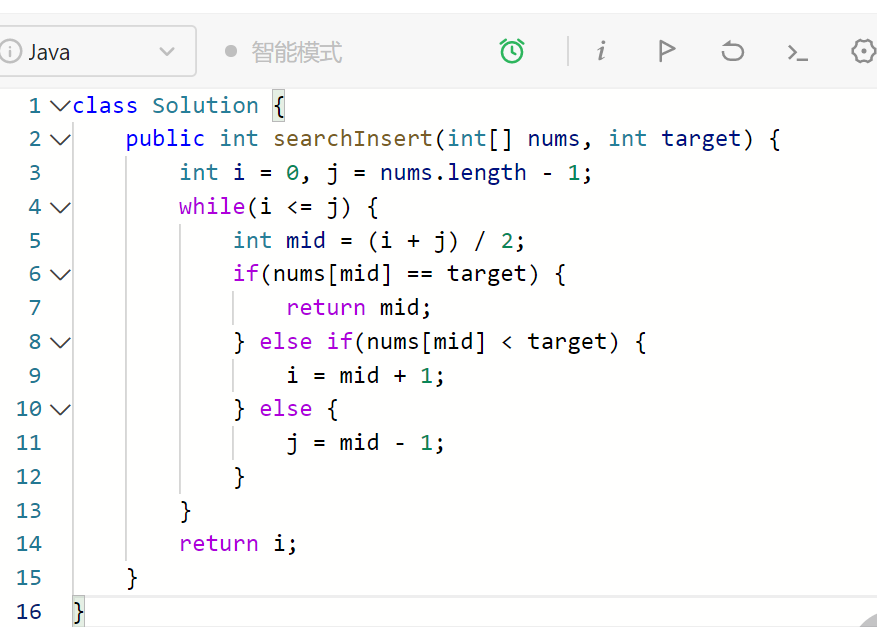 Java 智能模式
1 class Solution {
2 public int searchInsert(int[] nums, int target) {
3 int i = 0, j = nums.length - 1;
4 while(i <= j) {
5 int mid = (i + j) / 2;
6 if(nums[mid] == target) {
7 return mid;
8 } else if(nums[mid] < target) {
9 i = mid + 1;
10 } else {
11 j = mid - 1;
12 }
13 }
14 return i;
15 }
16 }